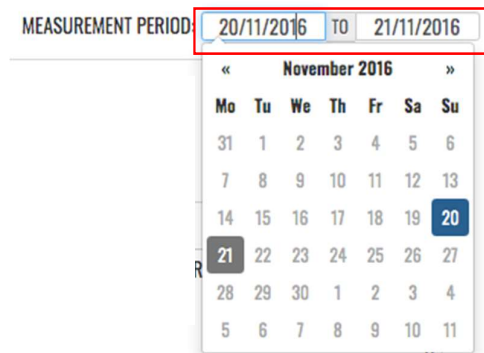 MEASUREMENT PERIOD: 20/11/2016 TO 21/11/2016
« November 2016 »
Mo Tu We Th Fr Sa Su
31 1 2 3 4 5 6
7 8 9 10 11 12 13
14 15 16 17 18 19 20
21 22 23 24 25 26 27
R
28 29 30 1 2 3 4
5 6 7 8 9 10 11